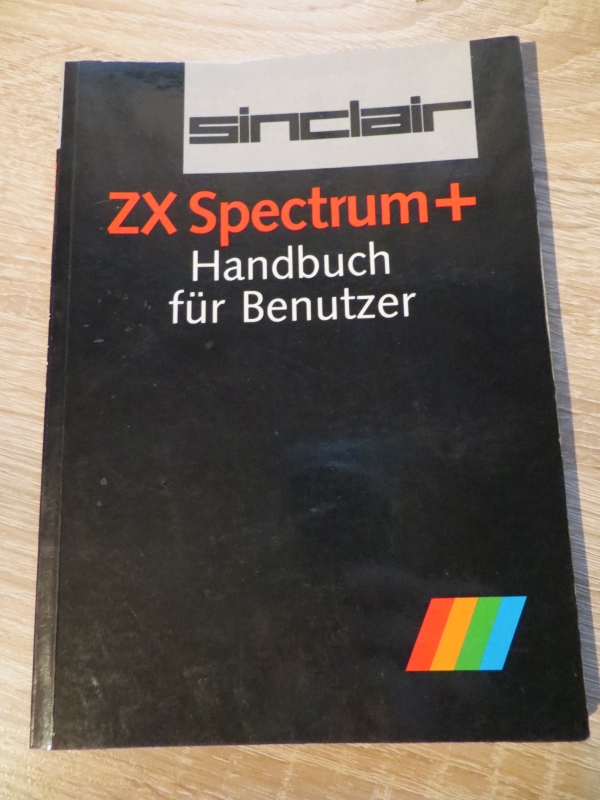 sinclair
ZX Spectrum+
Handbuch
für Benutzer